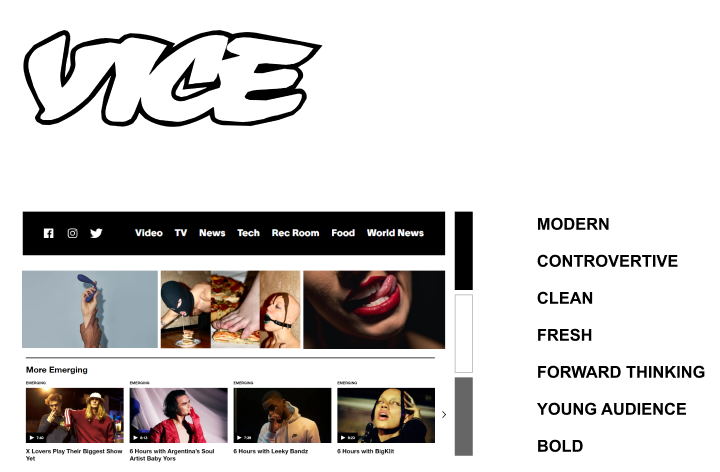 VICE
Video TV News Tech Rec Room Food World News
MODERN
CONTROVERTIVE
CLEAN
FRESH
FORWARD THINKING
YOUNG AUDIENCE
BOLD
More Emerging
EMERGING EMERGING EMERGING EMERGING
7:40 8:13 7:39 8:23
X Lovers Play Their Biggest Show Yet
6 Hours with Argentina's Soul Artist Baby Yors
6 Hours with Leeky Bandz
6 Hours with BigKlit